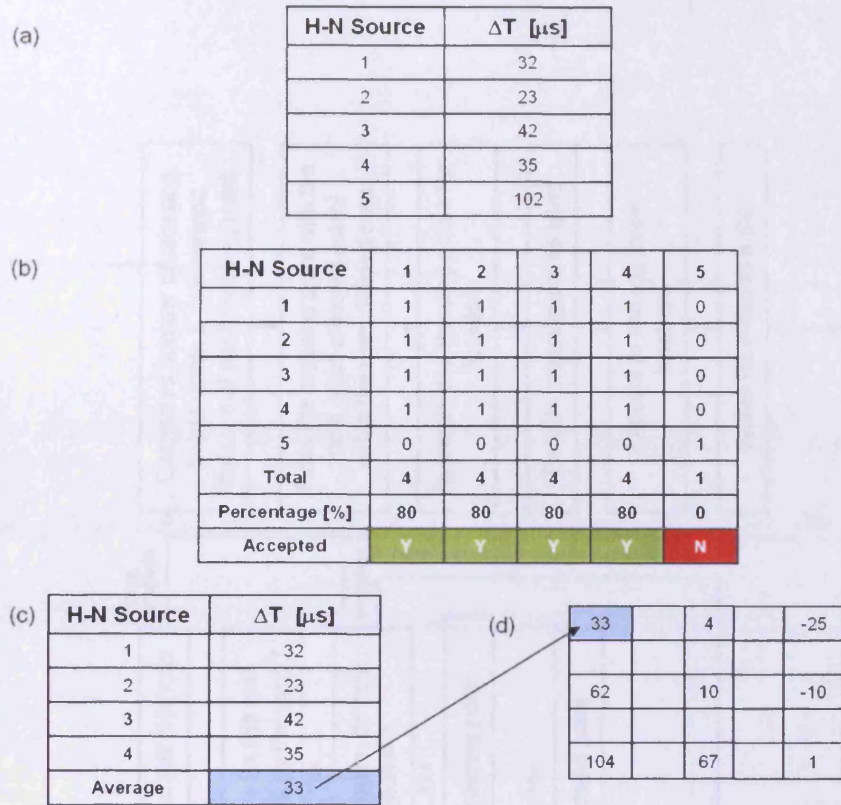 (a)
H-N Source ΔT [µs]
1 32
2 23
3 42
4 35
5 102
(b)
H-N Source 1 2 3 4 5
1 1 1 1 1 0
2 1 1 1 1 0
3 1 1 1 1 0
4 1 1 1 1 0
5 0 0 0 0 1
Total 4 4 4 4 1
Percentage [%] 80 80 80 80 0
Accepted Y Y Y Y N
(c)
H-N Source ΔT [µs]
1 32
2 23
3 42
4 35
Average 33
(d)
33 4 -25
62 10 -10
104 67 1